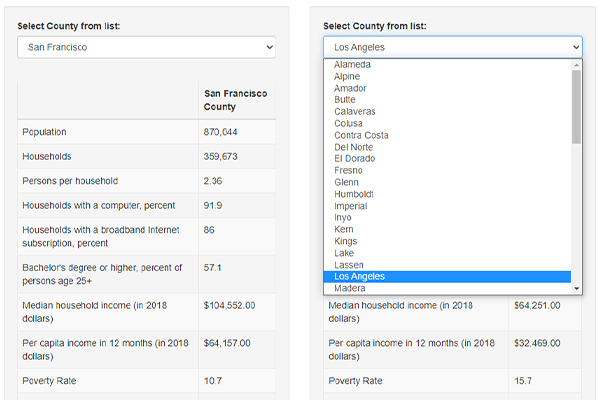 Select County from list:
San Francisco
San Francisco
County
Population 870,044
Households 359,673
Persons per household 2.36
Households with a computer, percent 91.9
Households with a broadband Internet 86
subscription, percent
Bachelor's degree or higher, percent of 57.1
persons age 25+
Median household income (in 2018 $104,552.00
dollars)
Per capita income in 12 months (in 2018 $64,157.00
dollars)
Poverty Rate 10.7
Select County from list:
Los Angeles
Alameda
Alpine
Amador
Butte
Calaveras
Colusa
Contra Costa
Del Norte
El Dorado
Fresno
Glenn
Humboldt
Imperial
Inyo
Kern
Kings
Lake
Lassen
Los Angeles
Madera
Median household income (in 2018 $64,251.00
dollars)
Per capita income in 12 months (in 2018 $32,469.00
dollars)
Poverty Rate 15.7